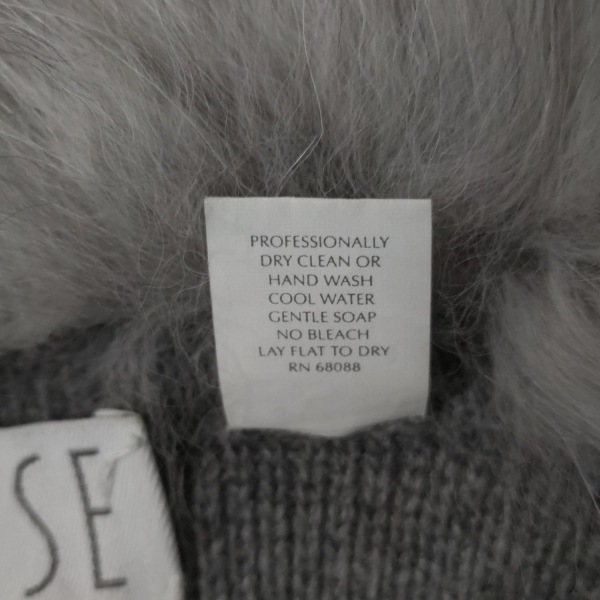 PROFESSIONALLY
DRY CLEAN OR
HAND WASH
COOL WATER
GENTLE SOAP
NO BLEACH
LAY FLAT TO DRY
RN 68088
SE